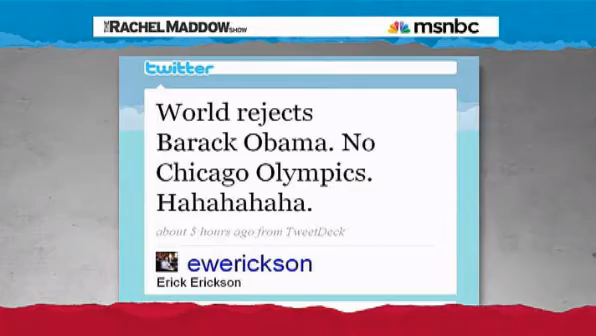 THE RACHEL MADDOW SHOW
msnbc
twitter
World rejects
Barack Obama. No
Chicago Olympics.
Hahahahaha.
about 5 hours ago from TweetDeck
ewerickson
Erick Erickson